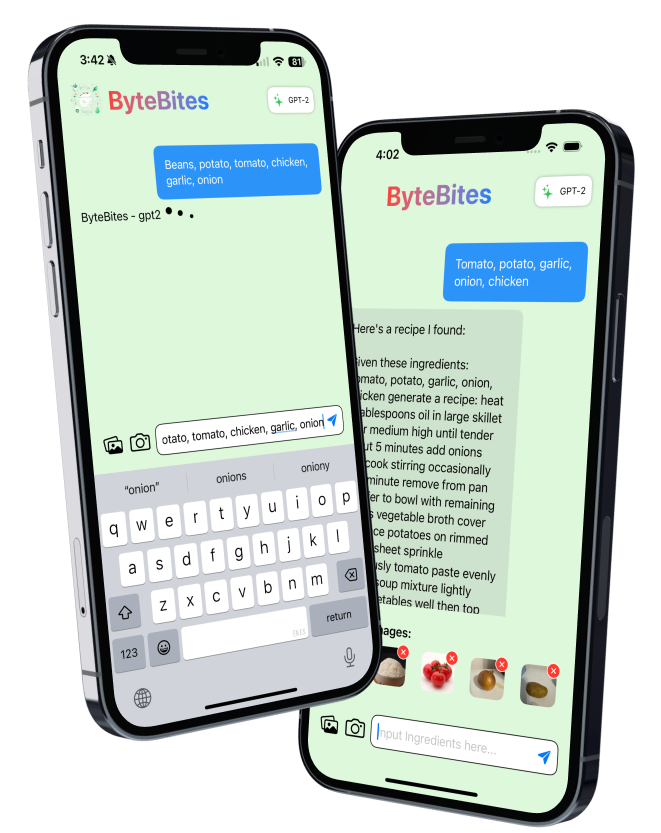 3:42
81
ByteBites
GPT-2
Beans, potato, tomato, chicken,
garlic, onion
ByteBites - gpt2
otato, tomato, chicken, garlic, onion
"onion"
onions
oniony
q w e r t y u i o p
a s d f g h j k l
z x c v b n m
123
return
4:02
ByteBites
GPT-2
Tomato, potato, garlic,
onion, chicken
Here's a recipe I found:
iven these ingredients:
omato, potato, garlic, onion,
icken generate a recipe: heat
ablespoons oil in large skillet
r medium high until tender
ut 5 minutes add onions
cook stirring occasionally
minute remove from pan
er to bowl with remaining
s vegetable broth cover
ce potatoes on rimmed
sheet sprinkle
usly tomato paste evenly
soup mixture lightly
etables well then top
ages:
Input Ingredients here...